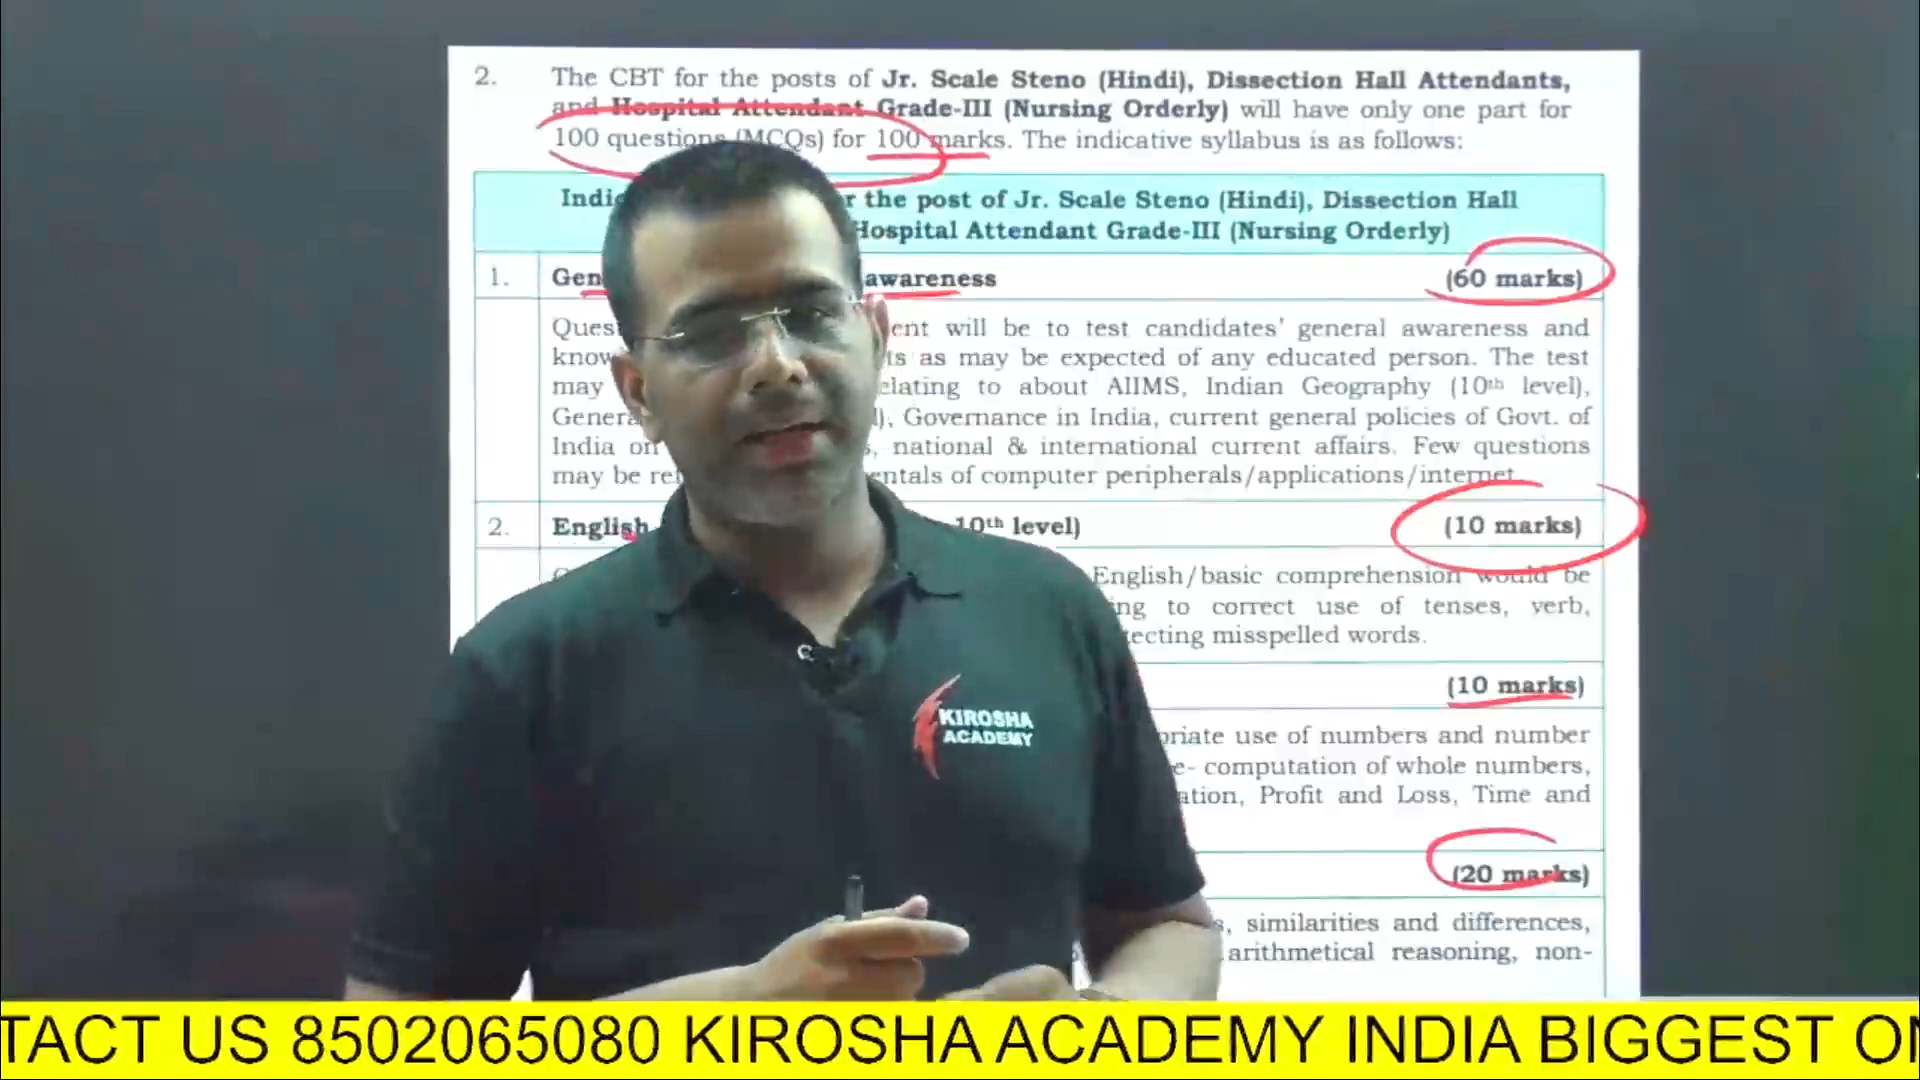 2. The CBT for the posts of Jr. Scale Steno (Hindi), Dissection Hall Attendants,
and Hospital Attendant Grade-III (Nursing Orderly) will have only one part for
100 questions (MCQs) for 100 marks. The indicative syllabus is as follows:
the post of Jr. Scale Steno (Hindi), Dissection Hall
Hospital Attendant Grade-III (Nursing Orderly)
1. awareness (60 marks)
will be to test candidates' general awareness and
as may be expected of any educated person. The test
may to about AIIMS, Indian Geography (10th level),
Governance in India, current general policies of Govt. of
India on national & international current affairs. Few questions
may be of computer peripherals/applications/internet
2. English 10th level) (10 marks)
English/basic comprehension would be
to correct use of tenses, verb,
misspelled words.
(10 marks)
use of numbers and number
computation of whole numbers,
Profit and Loss, Time and
(20 marks)
similarities and differences,
arithmetical reasoning, non-
KIROSHA
ACADEMY
TACT US 8502065080 KIROSHA ACADEMY INDIA BIGGEST